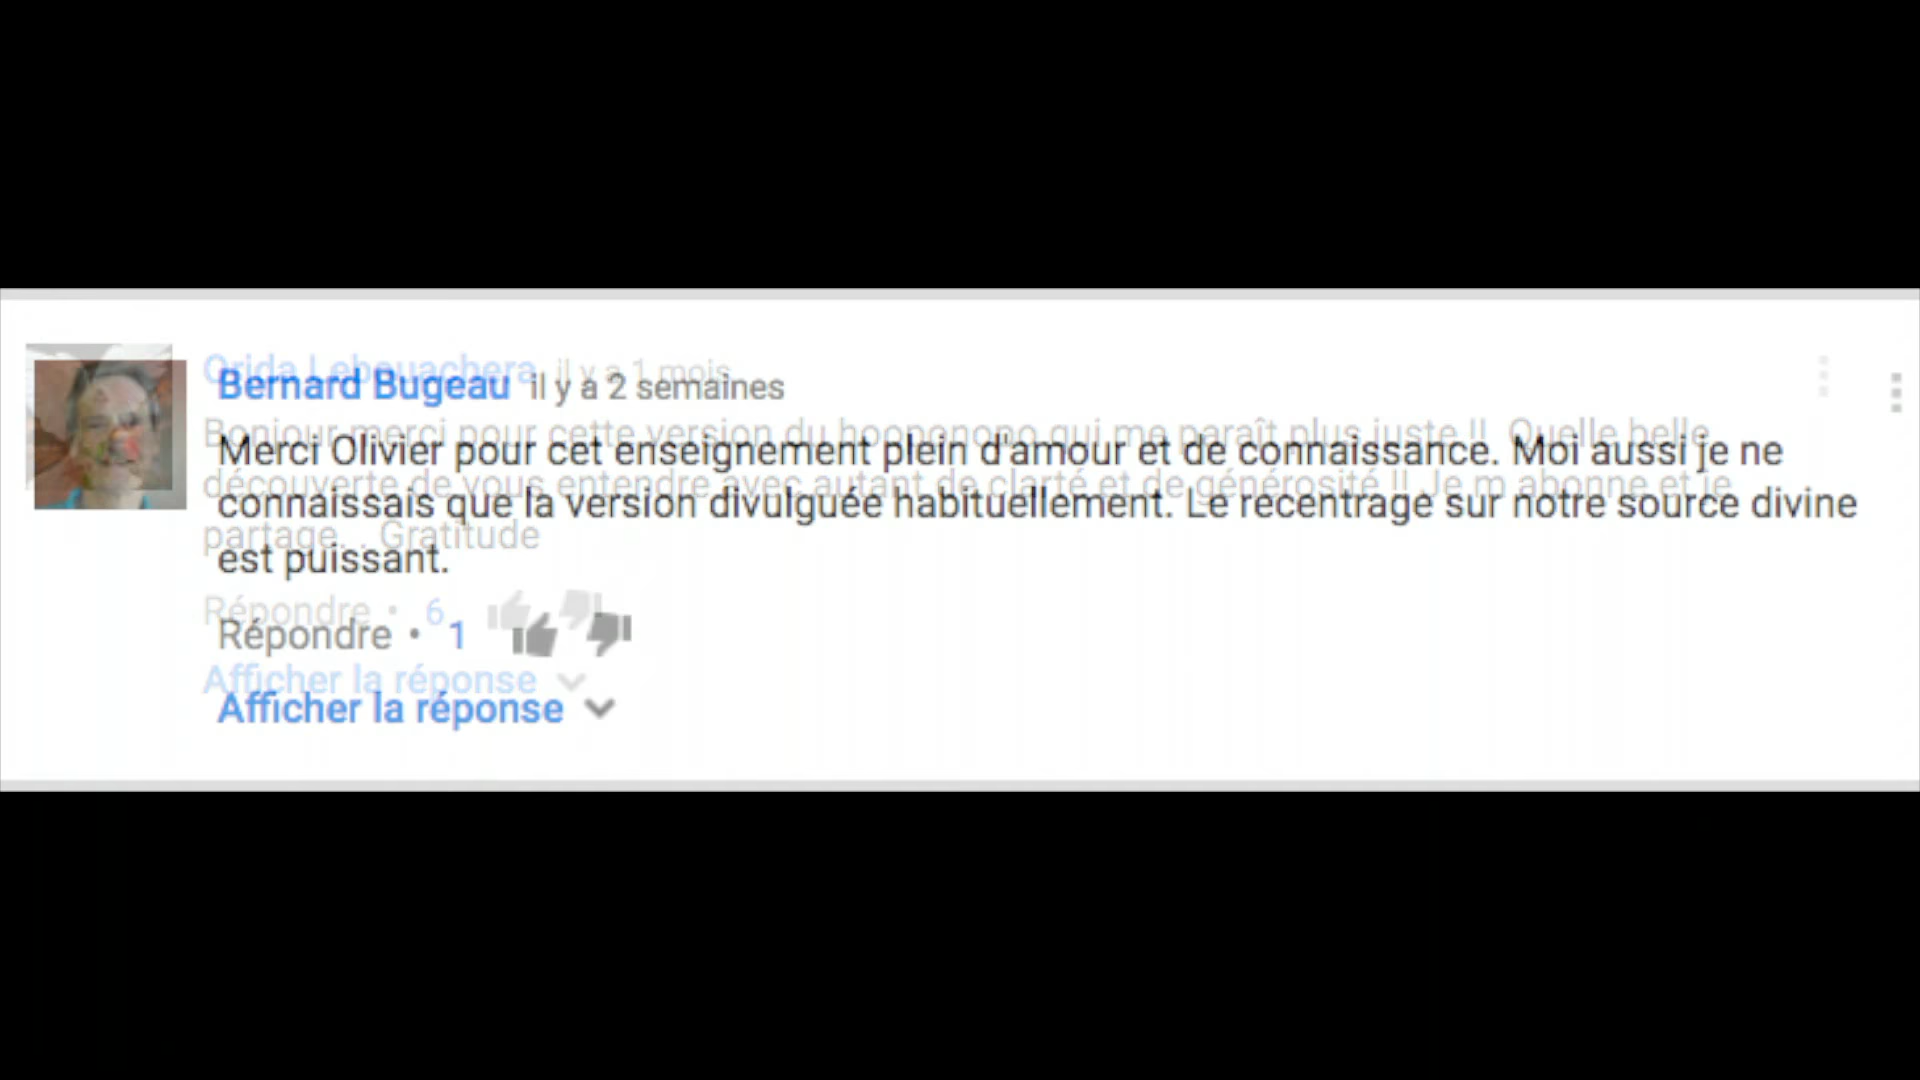 Orida Lebouachera il y a 1 mois
Bonjour merci pour cette version du hooponopo qui me paraît plus juste !! Quelle belle
découverte de vous entendre avec autant de clarté et de générosité !! Je m abonne et je
partage. . Gratitude
Répondre • 6
Afficher la réponse
Bernard Bugeau il y a 2 semaines
Merci Olivier pour cet enseignement plein d'amour et de connaissance. Moi aussi je ne
connaissais que la version divulguée habituellement. Le recentrage sur notre source divine
est puissant.
Répondre • 1
Afficher la réponse